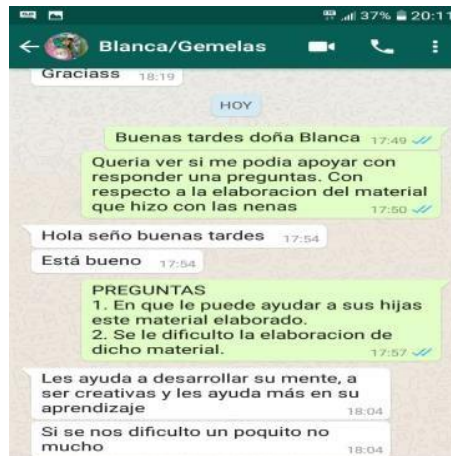 37% 20:11
Blanca/Gemelas
Graciass 18:19
HOY
Buenas tardes doña Blanca 17:49
Queria ver si me podia apoyar con
responder una preguntas. Con
respecto a la elaboracion del material
que hizo con las nenas 17:50
Hola seño buenas tardes 17:54
Está bueno 17:54
PREGUNTAS
1. En que le puede ayudar a sus hijas
este material elaborado.
2. Se le dificulto la elaboracion de
dicho material. 17:57
Les ayuda a desarrollar su mente, a
ser creativas y les ayuda más en su
aprendizaje 18:04
Si se nos dificulto un poquito no
mucho 18:04